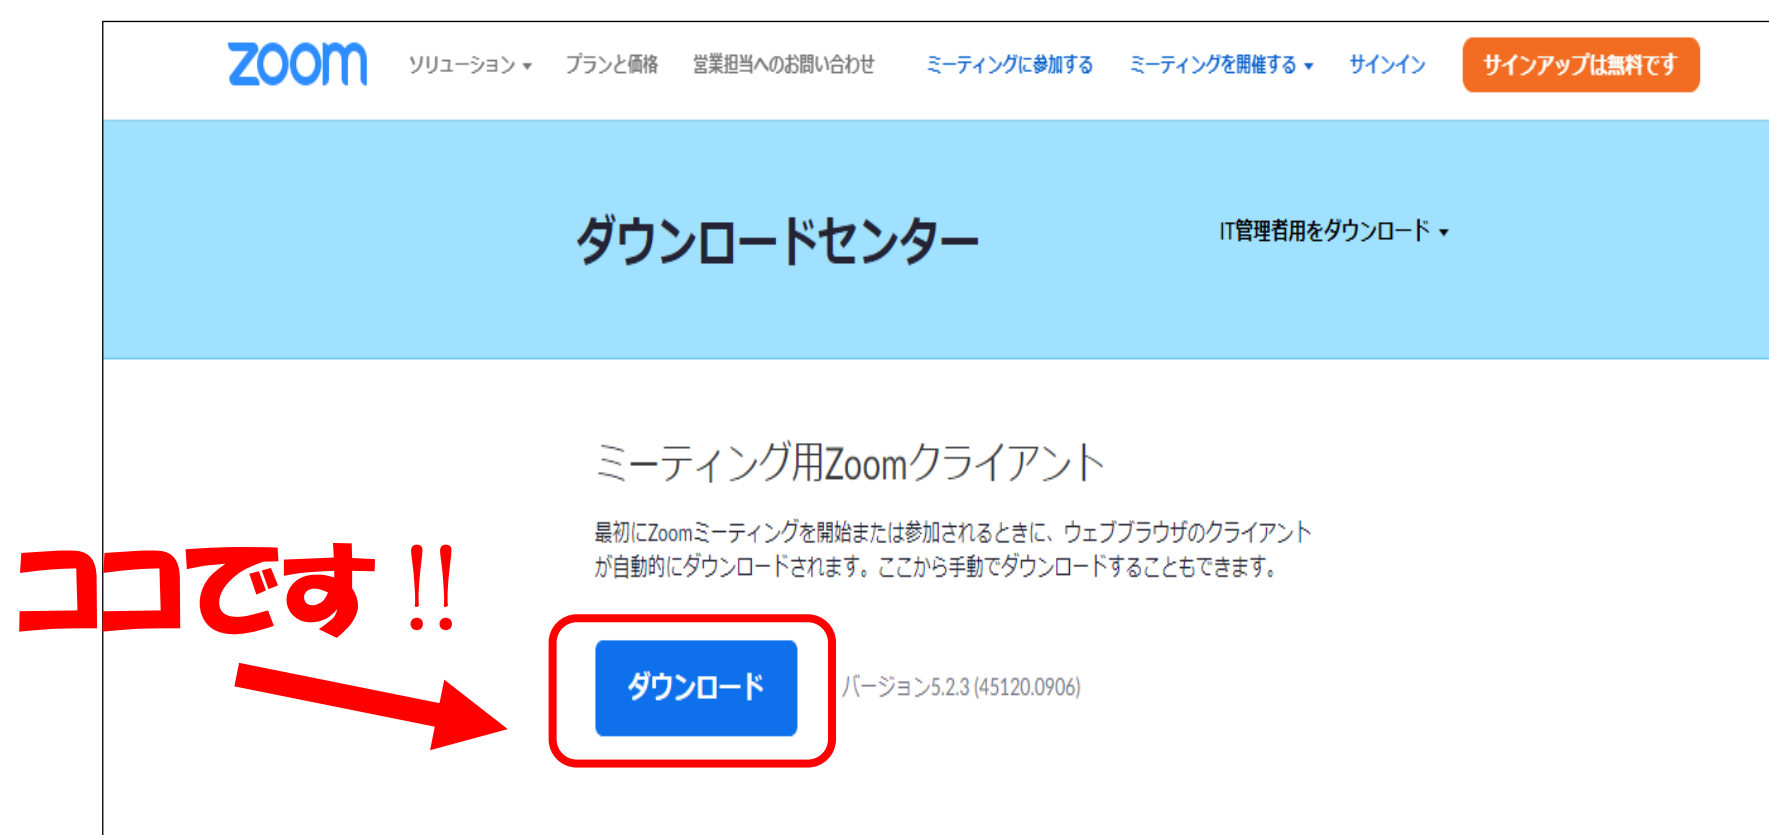 zoom ソリューション▼ プランと価格 営業担当へのお問い合わせ ミーティングに参加する ミーティングを開催する▼ サインイン サインアップは無料です
ダウンロードセンター IT管理者用をダウンロード▼
ミーティング用Zoomクライアント
最初にZoomミーティングを開始または参加されるときに、ウェブブラウザのクライアント
が自動的にダウンロードされます。ここから手動でダウンロードすることもできます。
ココです!!
ダウンロード バージョン5.2.3 (45120.0906)